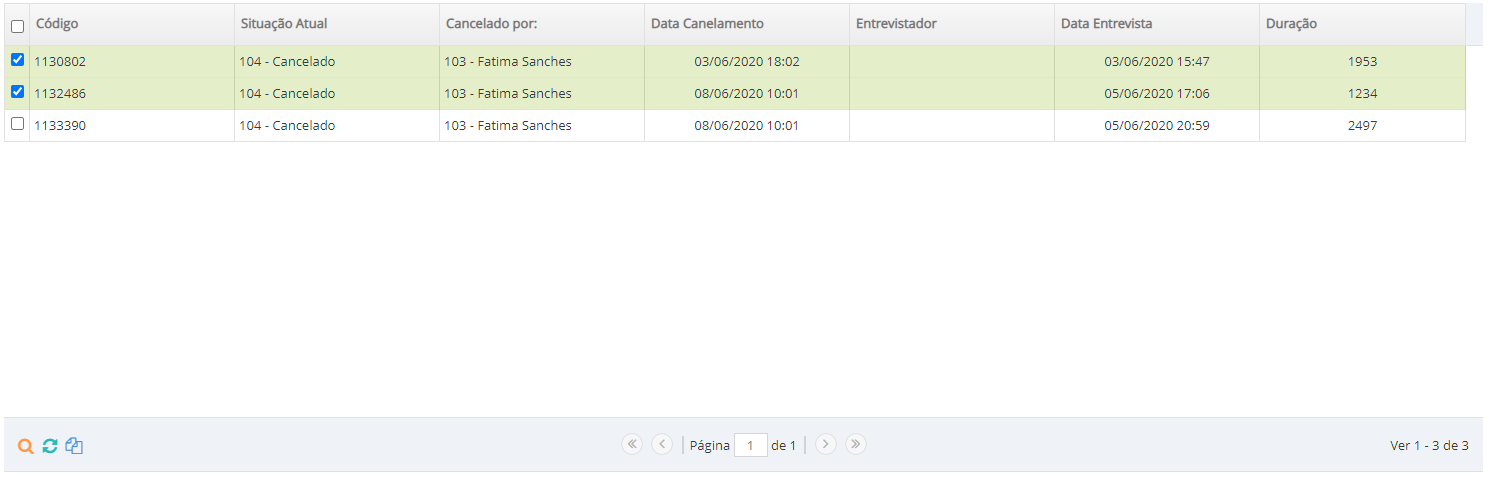 Código Situação Atual Cancelado por: Data Canelamento Entrevistador Data Entrevista Duração
1130802 104 - Cancelado 103 - Fatima Sanches 03/06/2020 18:02 03/06/2020 15:47 1953
1132486 104 - Cancelado 103 - Fatima Sanches 08/06/2020 10:01 05/06/2020 17:06 1234
1133390 104 - Cancelado 103 - Fatima Sanches 08/06/2020 10:01 05/06/2020 20:59 2497
Página 1 de 1 Ver 1 - 3 de 3